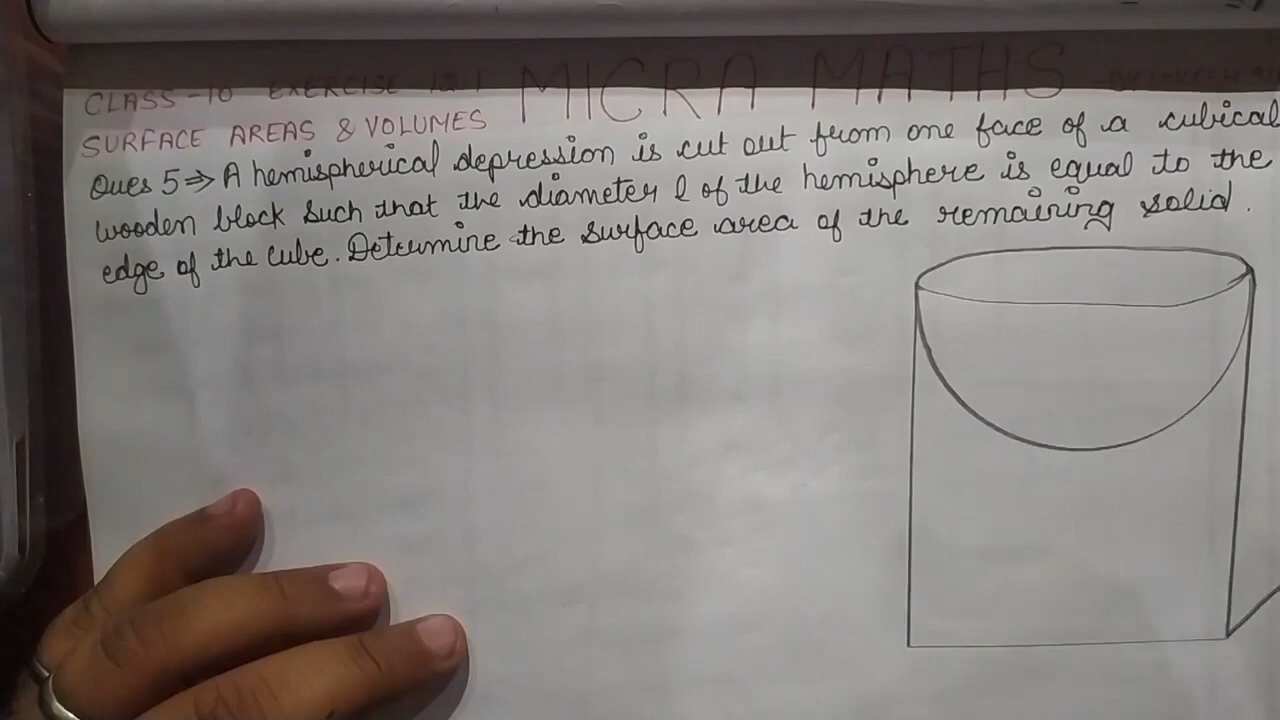 CLASS-10 EXERCISE 12.1 MICRA MATHS
SURFACE AREAS & VOLUMES
Ques 5⇒ A hemispherical depression is cut out from one face of a cubical
wooden block such that the diameter l of the hemisphere is equal to the
edge of the cube. Determine the surface area of the remaining solid.